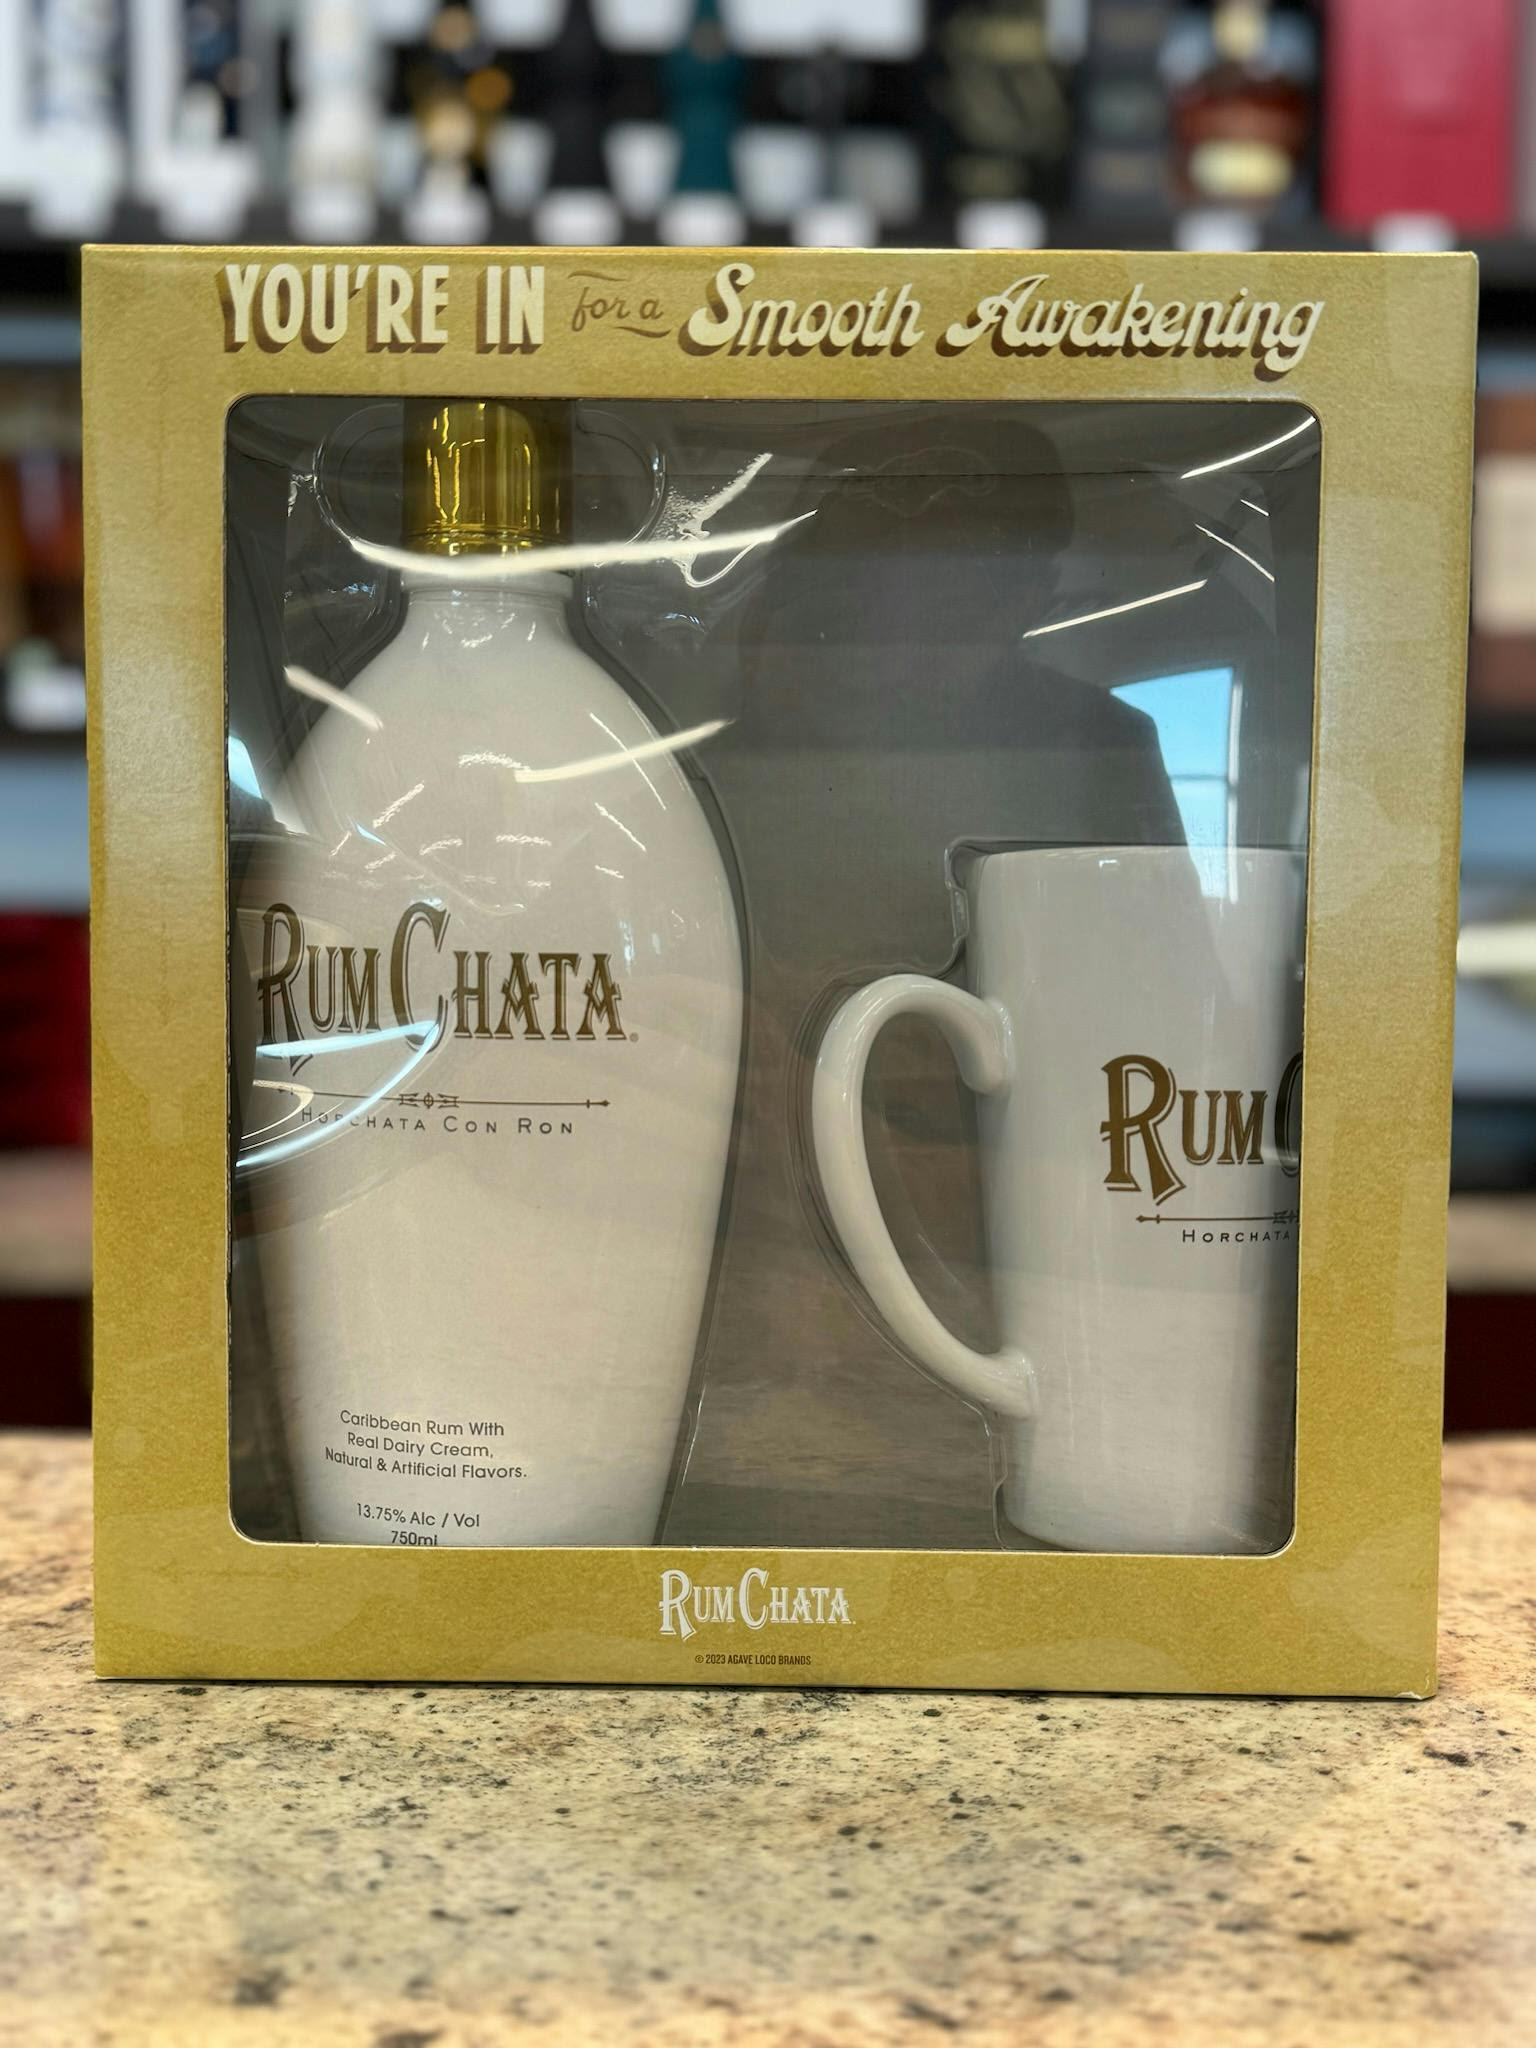 YOU'RE IN for a Smooth Awakening
RUMCHATA®
HORCHATA CON RON
Caribbean Rum With
Real Dairy Cream,
Natural & Artificial Flavors.
13.75% Alc / Vol
750ml
RUM
HORCHATA
RUMCHATA
© 2023 AGAVE LOCO BRANDS